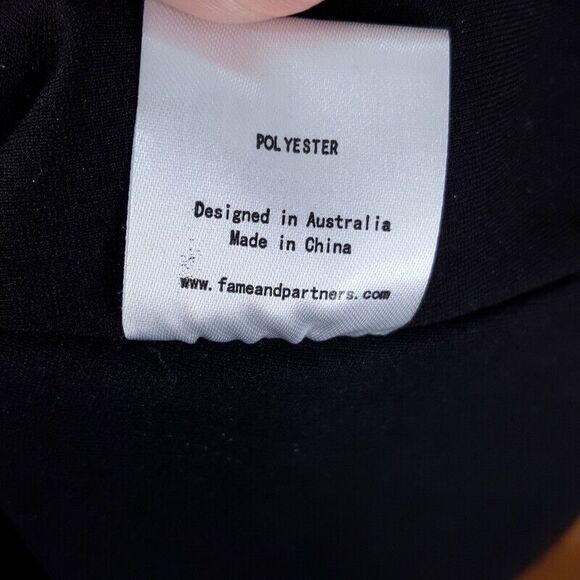 POLYESTER
Designed in Australia
Made in China
www.fameandpartners.com